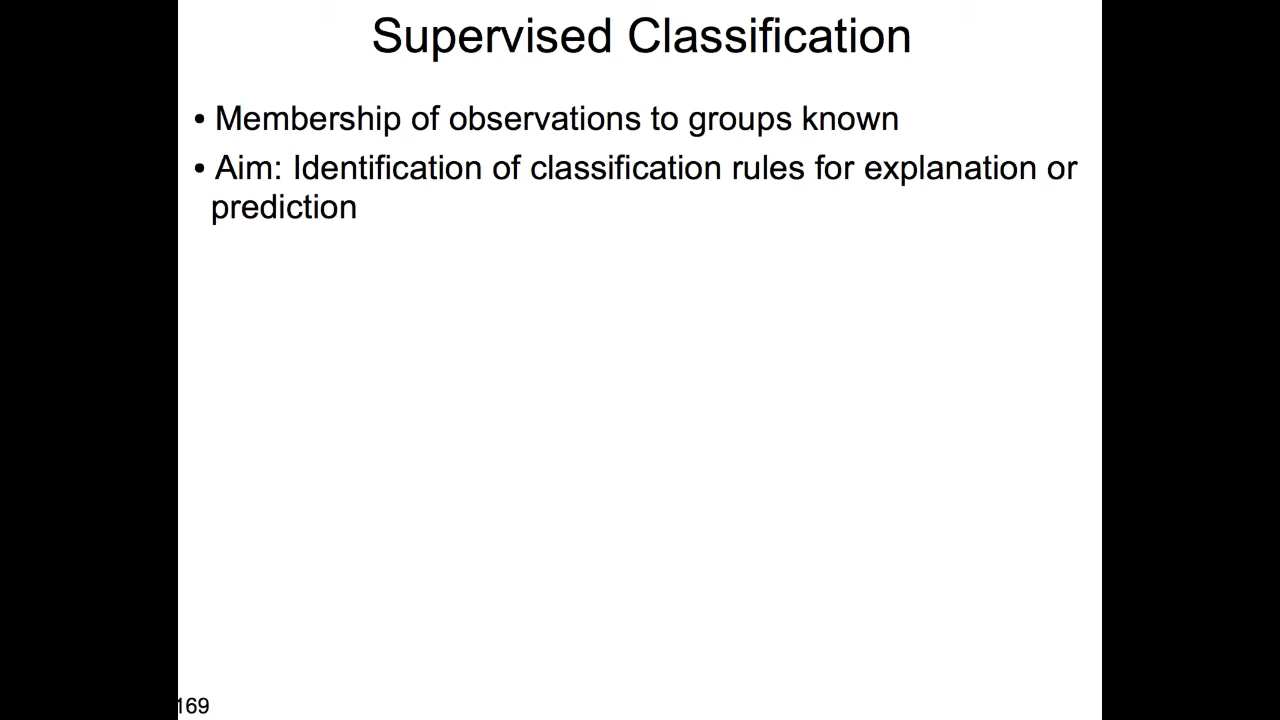 Supervised Classification
• Membership of observations to groups known
• Aim: Identification of classification rules for explanation or
prediction
169